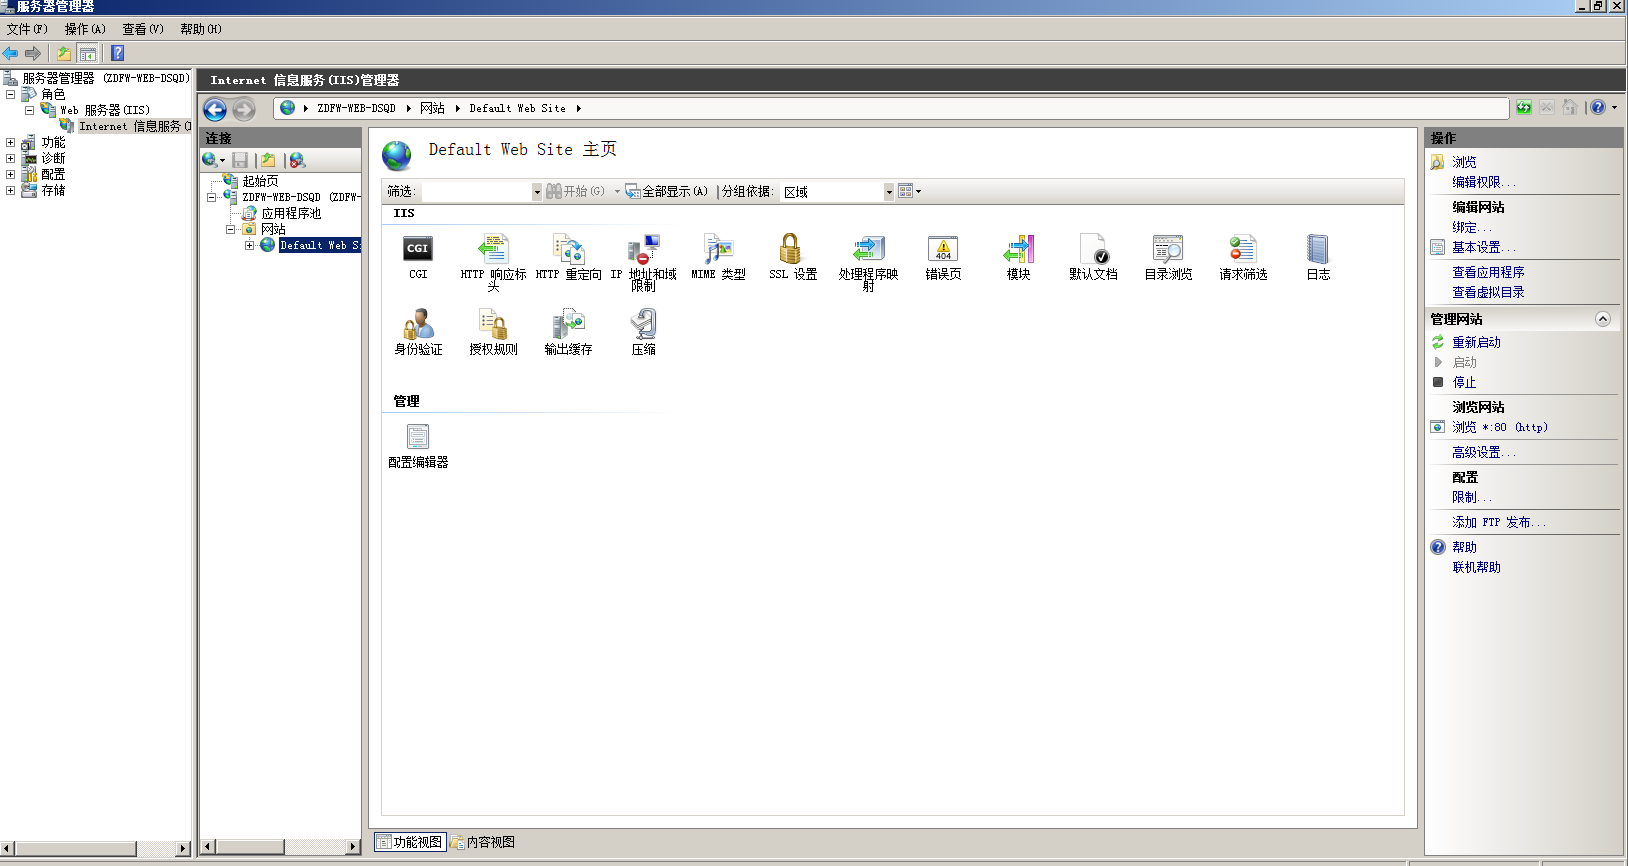 服务器管理器
文件(F) 操作(A) 查看(V) 帮助(H)
服务器管理器 (ZDFW-WEB-DSQD)
角色
Web 服务器(IIS)
Internet 信息服务(I
功能
诊断
配置
存储
Internet 信息服务(IIS)管理器
ZDFW-WEB-DSQD 网站 Default Web Site
连接
起始页
ZDFW-WEB-DSQD (ZDFW-
应用程序池
网站
Default Web Si
Default Web Site 主页
筛选: 开始(G) 全部显示(A) 分组依据: 区域
IIS
CGI
CGI
HTTP 响应标头
HTTP 重定向
IP 地址和域限制
MIME 类型
SSL 设置
处理程序映射
404
错误页
模块
默认文档
目录浏览
请求筛选
日志
身份验证
授权规则
输出缓存
压缩
管理
配置编辑器
功能视图 内容视图
操作
浏览
编辑权限...
编辑网站
绑定...
基本设置...
查看应用程序
查看虚拟目录
管理网站
重新启动
启动
停止
浏览网站
浏览 *:80 (http)
高级设置...
配置
限制...
添加 FTP 发布...
帮助
联机帮助